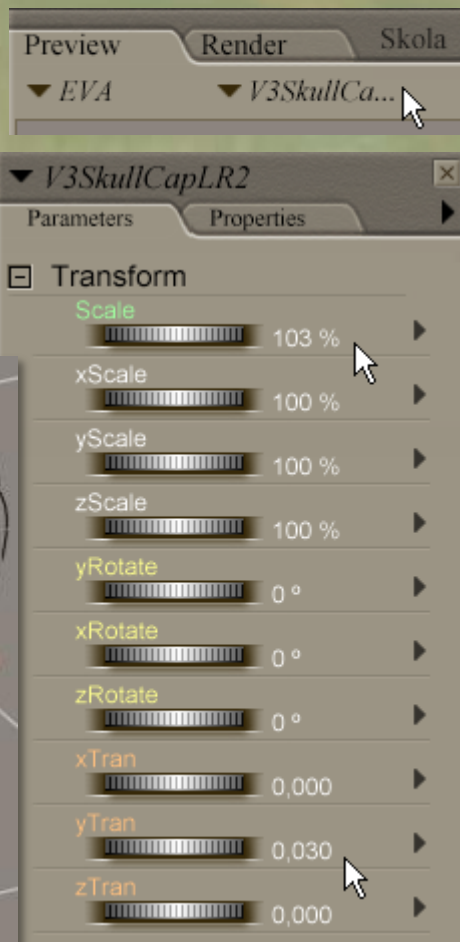 Preview Render Skola
EVA V3SkullCa...
V3SkullCapLR2
Parameters Properties
Transform
Scale
103 %
xScale
100 %
yScale
100 %
zScale
100 %
yRotate
0 °
xRotate
0 °
zRotate
0 °
xTran
0,000
yTran
0,030
zTran
0,000